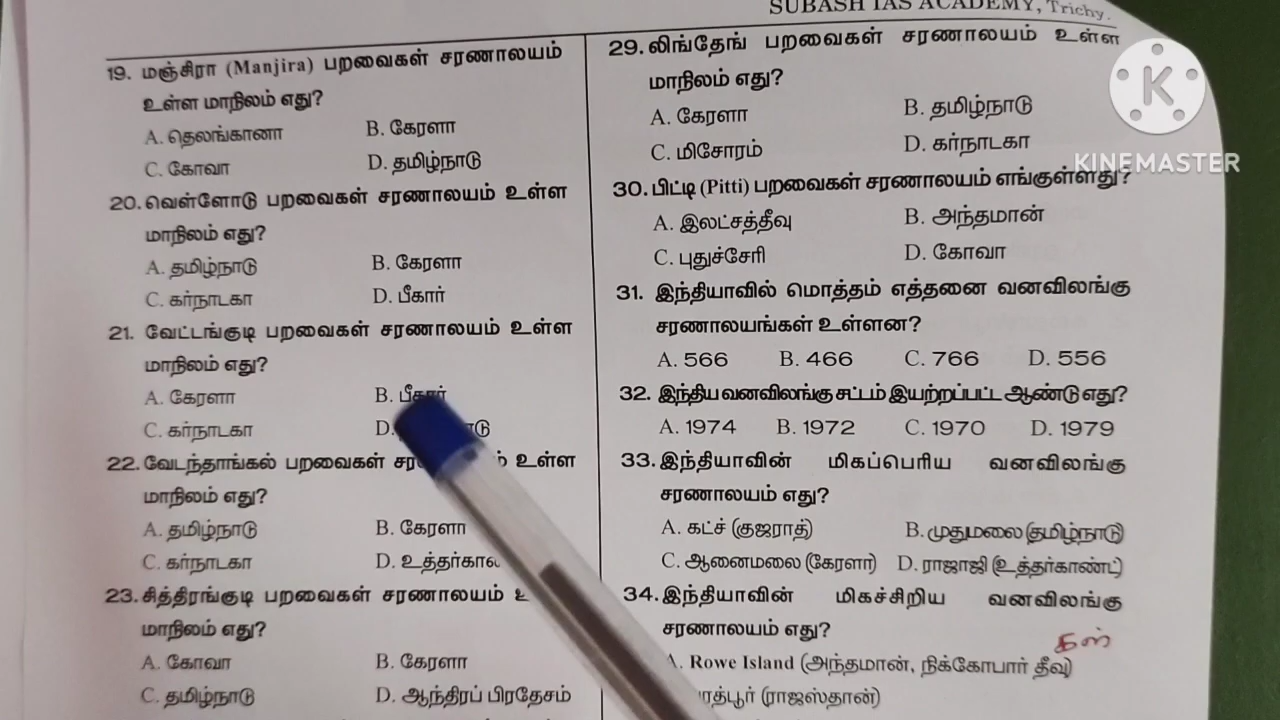 SUBASH IAS ACADEMY, Trichy.
19. மஞ்சிரா (Manjira) பறவைகள் சரணாலயம்
உள்ள மாநிலம் எது?
A. தெலங்கானா B. கேரளா
C. கோவா D. தமிழ்நாடு
20. வெள்ளோடு பறவைகள் சரணாலயம் உள்ள
மாநிலம் எது?
A. தமிழ்நாடு B. கேரளா
C. கர்நாடகா D. பீகார்
21. வேட்டங்குடி பறவைகள் சரணாலயம் உள்ள
மாநிலம் எது?
A. கேரளா B. பீகார்
C. கர்நாடகா D.
22. வேடந்தாங்கல் பறவைகள் உள்ள
மாநிலம் எது?
A. தமிழ்நாடு B. கேரளா
C. கர்நாடகா D.
23. சித்திரங்குடி பறவைகள் சரணாலயம்
மாநிலம் எது?
A. கோவா B. கேரளா
C. தமிழ்நாடு D. ஆந்திரப் பிரதேசம்
29. லிங்தேங் பறவைகள் சரணாலயம் உள்ள
மாநிலம் எது?
A. கேரளா B. தமிழ்நாடு
C. மிசோரம் D. கர்நாடகா
30. பிட்டி (Pitti) பறவைகள் சரணாலயம் எங்குள்ளது?
A. இலட்சத்தீவு B. அந்தமான்
C. புதுச்சேரி D. கோவா
31. இந்தியாவில் மொத்தம் எத்தனை வனவிலங்கு
சரணாலயங்கள் உள்ளன?
A. 566 B. 466 C. 766 D. 556
32. இந்திய வனவிலங்கு சட்டம் இயற்றப்பட்ட ஆண்டு எது?
A. 1974 B. 1972 C. 1970 D. 1979
33. இந்தியாவின் மிகப்பெரிய வனவிலங்கு
சரணாலயம் எது?
A. கட்ச் (குஜராத்) B. முதுமலை (தமிழ்நாடு)
C. ஆனைமலை (கேரளா) D. ராஜாஜி (உத்தர்காண்ட்)
34. இந்தியாவின் மிகச்சிறிய வனவிலங்கு
சரணாலயம் எது?
கள்
A. Rowe Island (அந்தமான், நிக்கோபார் தீவு)
(ராஜஸ்தான்)
K
KINEMASTER